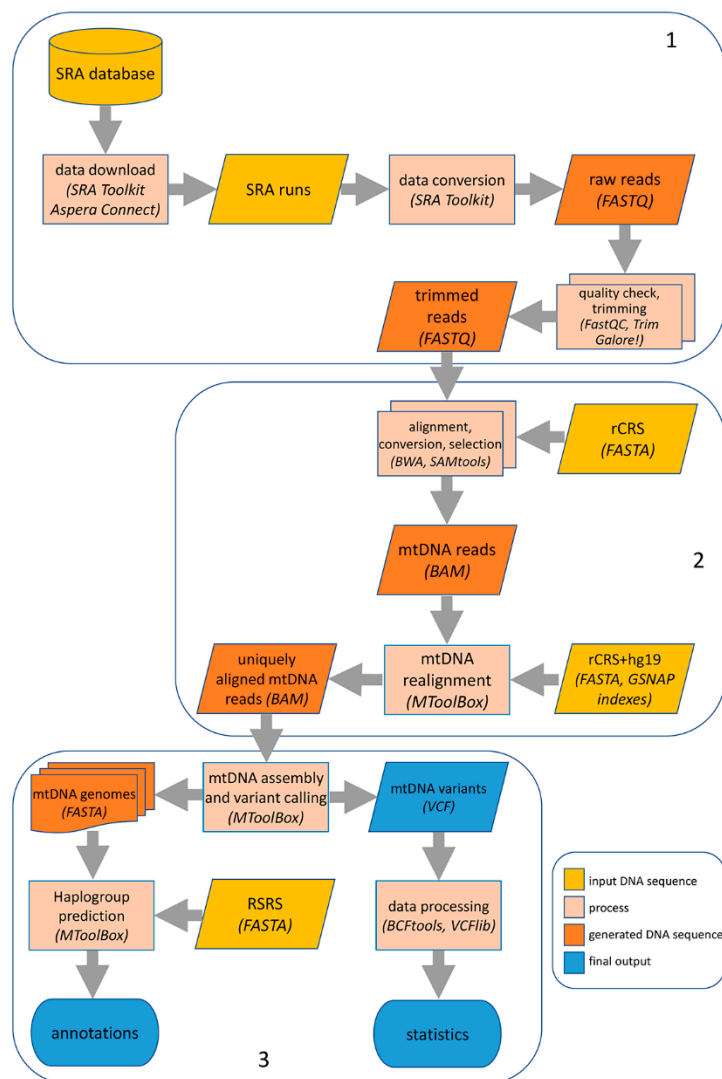 1
SRA database
data download
(SRA Toolkit
Aspera Connect)
SRA runs
data conversion
(SRA Toolkit)
raw reads
(FASTQ)
quality check,
trimming
(FastQC, Trim
Galore!)
trimmed
reads
(FASTQ)
alignment,
conversion, selection
(BWA, SAMtools)
rCRS
(FASTA)
mtDNA reads
(BAM)
2
uniquely
aligned mtDNA
reads (BAM)
mtDNA
realignment
(MToolBox)
rCRS+hg19
(FASTA, GSNAP
indexes)
mtDNA genomes
(FASTA)
mtDNA assembly
and variant calling
(MToolBox)
mtDNA variants
(VCF)
Haplogroup
prediction
(MToolBox)
RSRS
(FASTA)
data processing
(BCFtools, VCFlib)
annotations
statistics
3
input DNA sequence
process
generated DNA sequence
final output